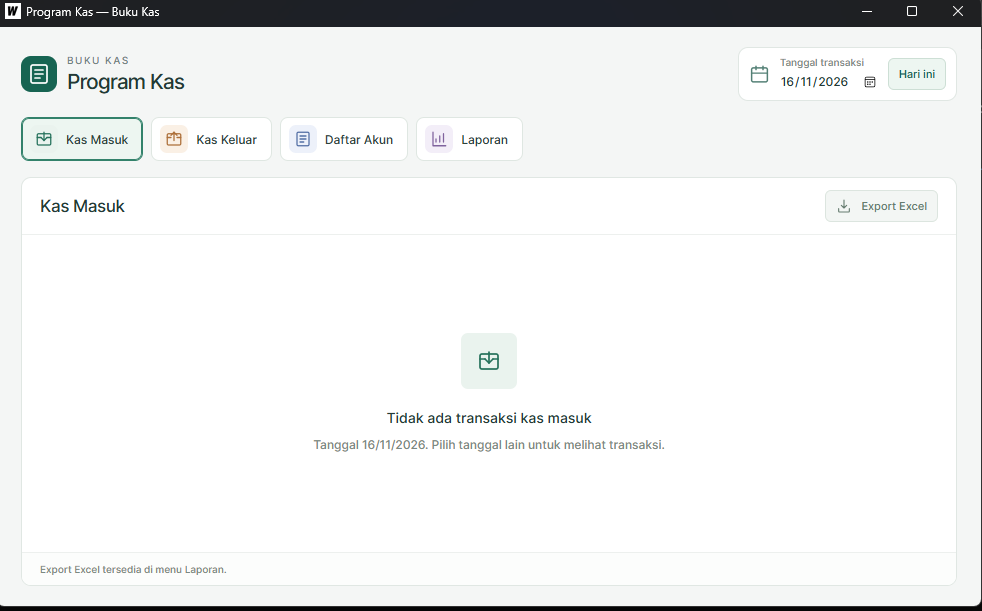 Program Kas — Buku Kas
BUKU KAS
Program Kas
Tanggal transaksi
16/11/2026
Hari ini
Kas Masuk
Kas Keluar
Daftar Akun
Laporan
Kas Masuk
Export Excel
Tidak ada transaksi kas masuk
Tanggal 16/11/2026. Pilih tanggal lain untuk melihat transaksi.
Export Excel tersedia di menu Laporan.